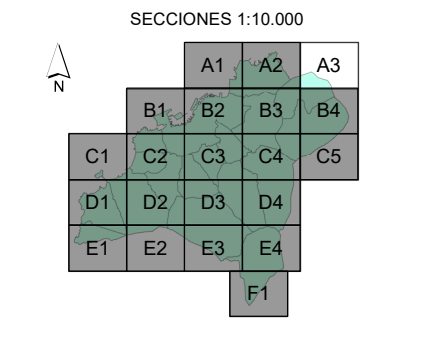 SECCIONES 1:10.000
N
A1 A2 A3
B1 B2 B3 B4
C1 C2 C3 C4 C5
D1 D2 D3 D4
E1 E2 E3 E4
F1